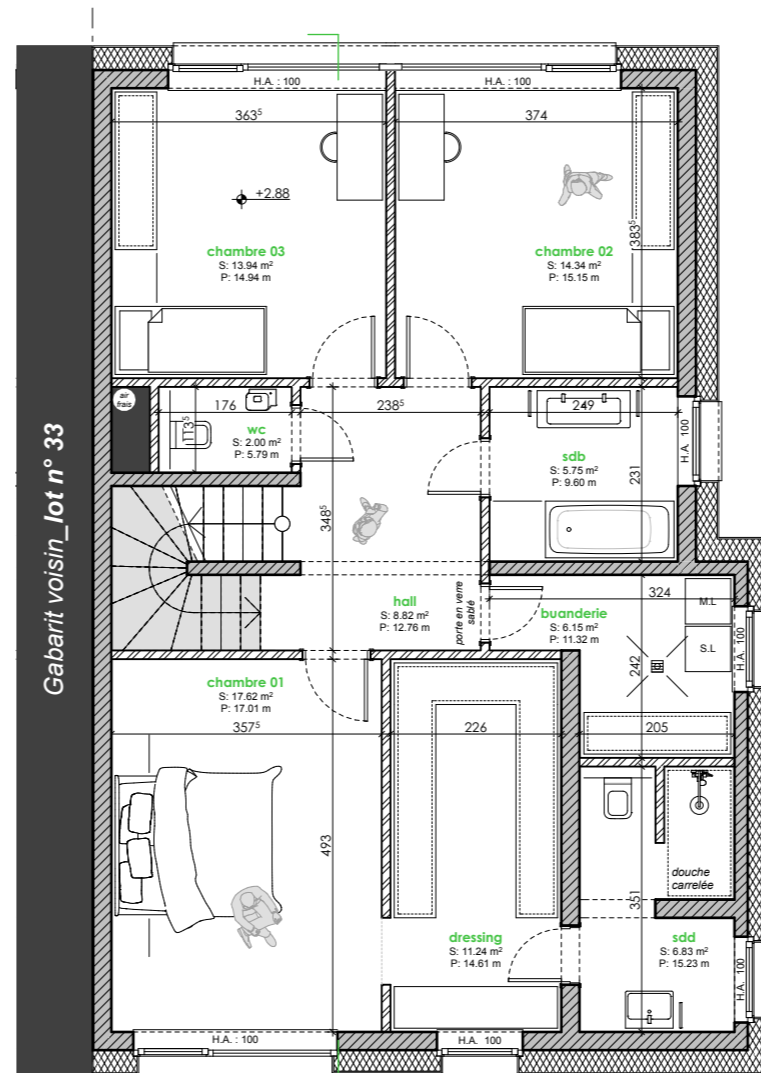 H.A. : 100
H.A. : 100
363⁵
374
+2.88
383⁵
chambre 03
S: 13.94 m²
P: 14.94 m
chambre 02
S: 14.34 m²
P: 15.15 m
air
frais
176
238⁵
249
113⁵
wc
S: 2.00 m²
P: 5.79 m
sdb
S: 5.75 m²
P: 9.60 m
231
H.A. 100
Gabarit voisin_lot n° 33
348⁵
hall
S: 8.82 m²
P: 12.76 m
porte en verre
sablé
324
buanderie
S: 6.15 m²
P: 11.32 m
M.L
S.L
H.A. 100
242
chambre 01
S: 17.62 m²
P: 17.01 m
357⁵
226
205
493
douche
carrelée
351
dressing
S: 11.24 m²
P: 14.61 m
sdd
S: 6.83 m²
P: 15.23 m
H.A. 100
H.A. : 100
H.A. 100